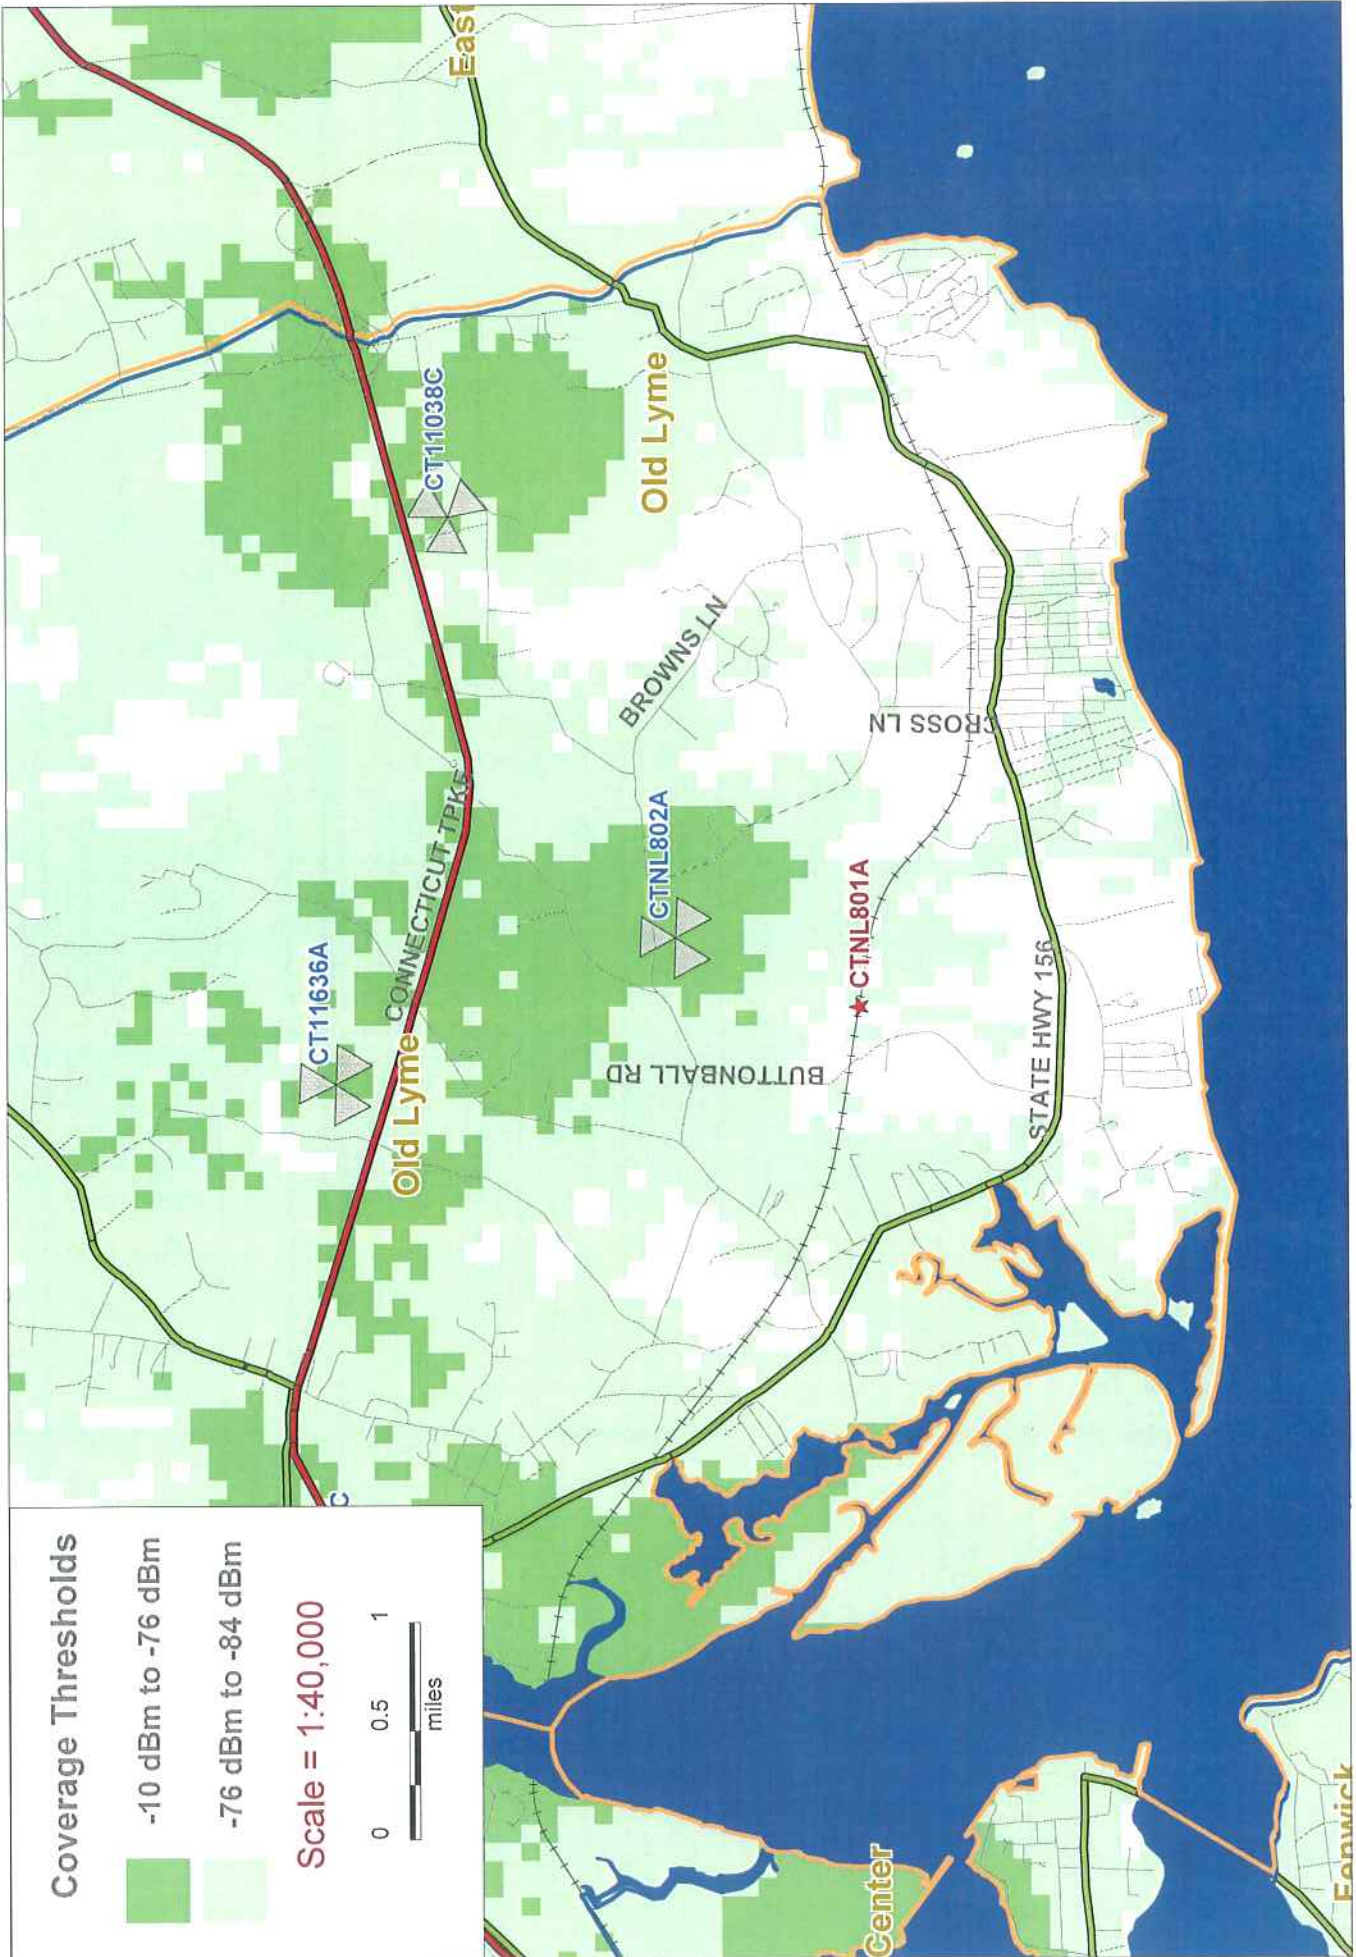 Coverage Thresholds
-10 dBm to -76 dBm
-76 dBm to -84 dBm
Scale = 1:40,000
0 0.5 1
miles
C
East
CT11038C
Old Lyme
CT11636A
CONNECTICUT TPKE
Old Lyme
BROWNS LN
CTNL802A
CROSS LN
BUTTONBALL RD
CTNL801A
STATE HWY 156
Center
Fenwick